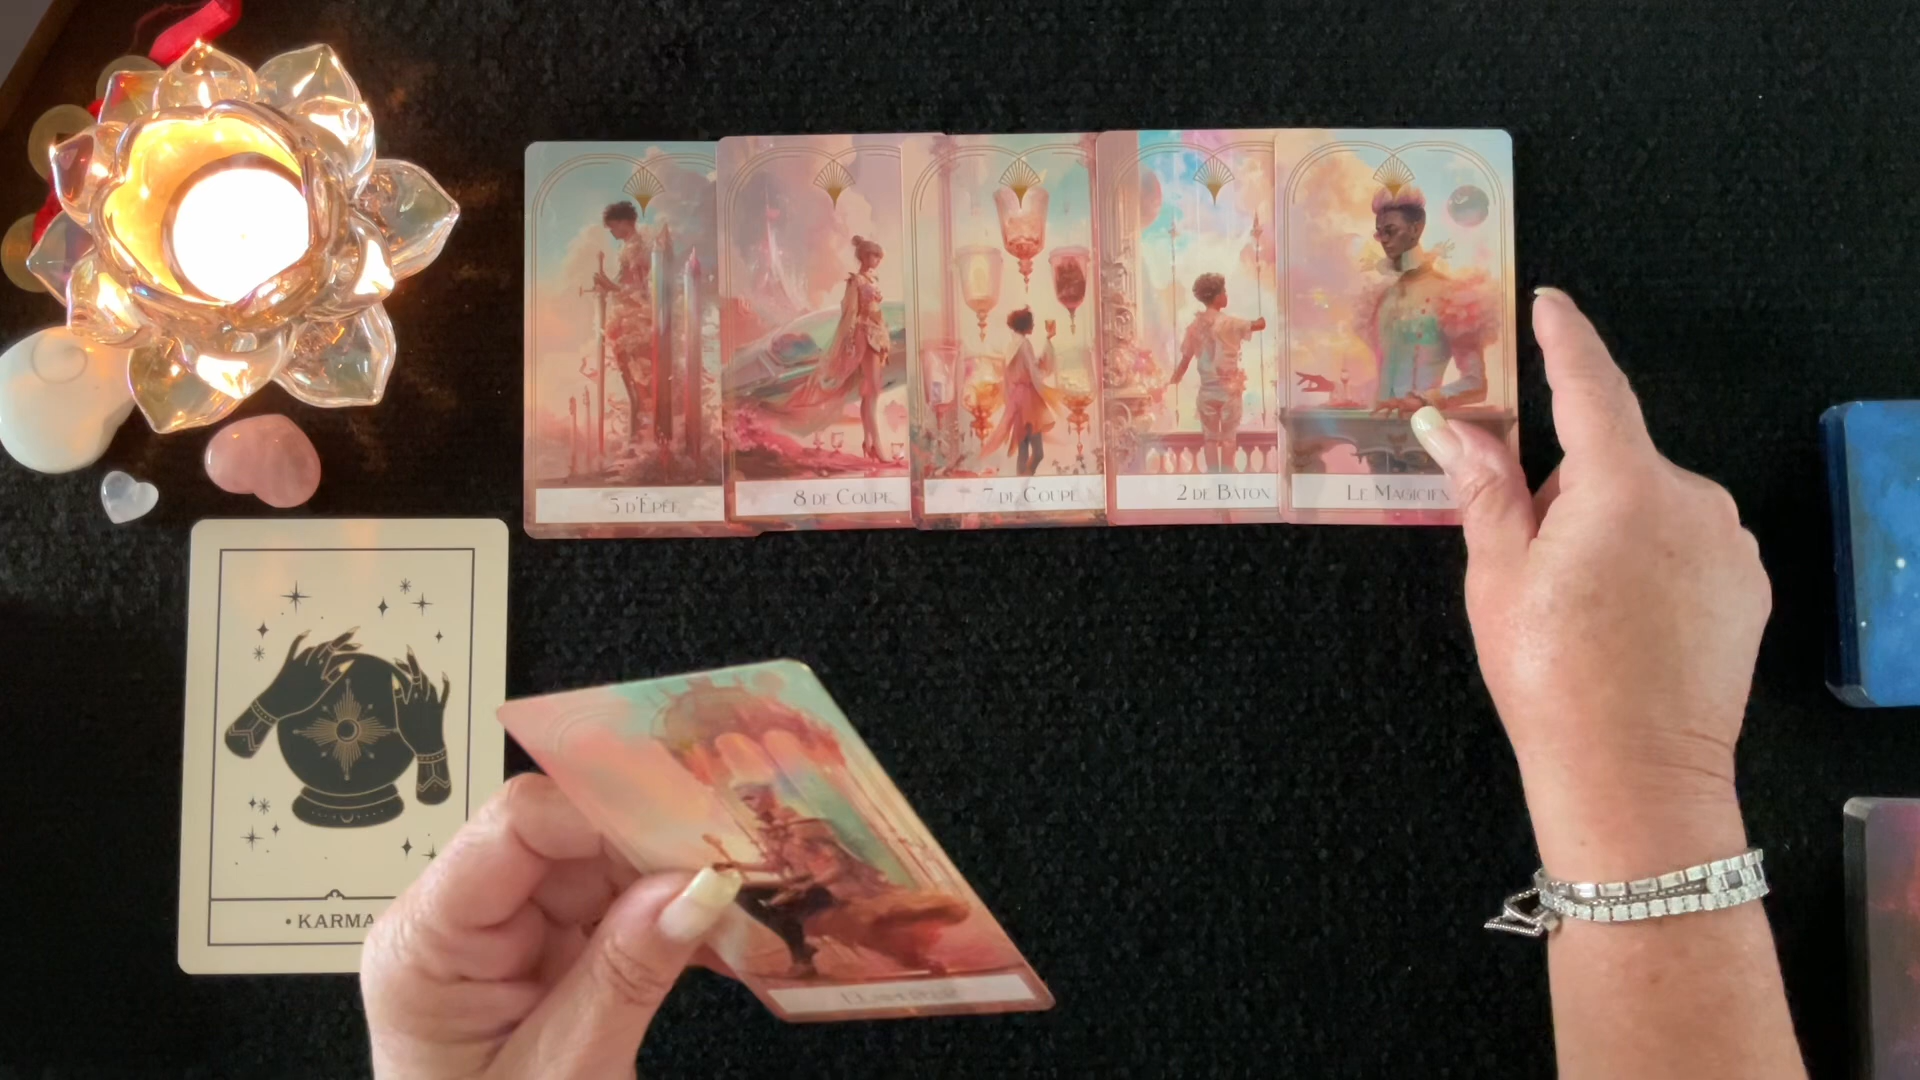 5 D'ÉPÉE
8 DE COUPE
7 DE COUPE
2 DE BÂTON
LE MAGICIEN
• KARMA